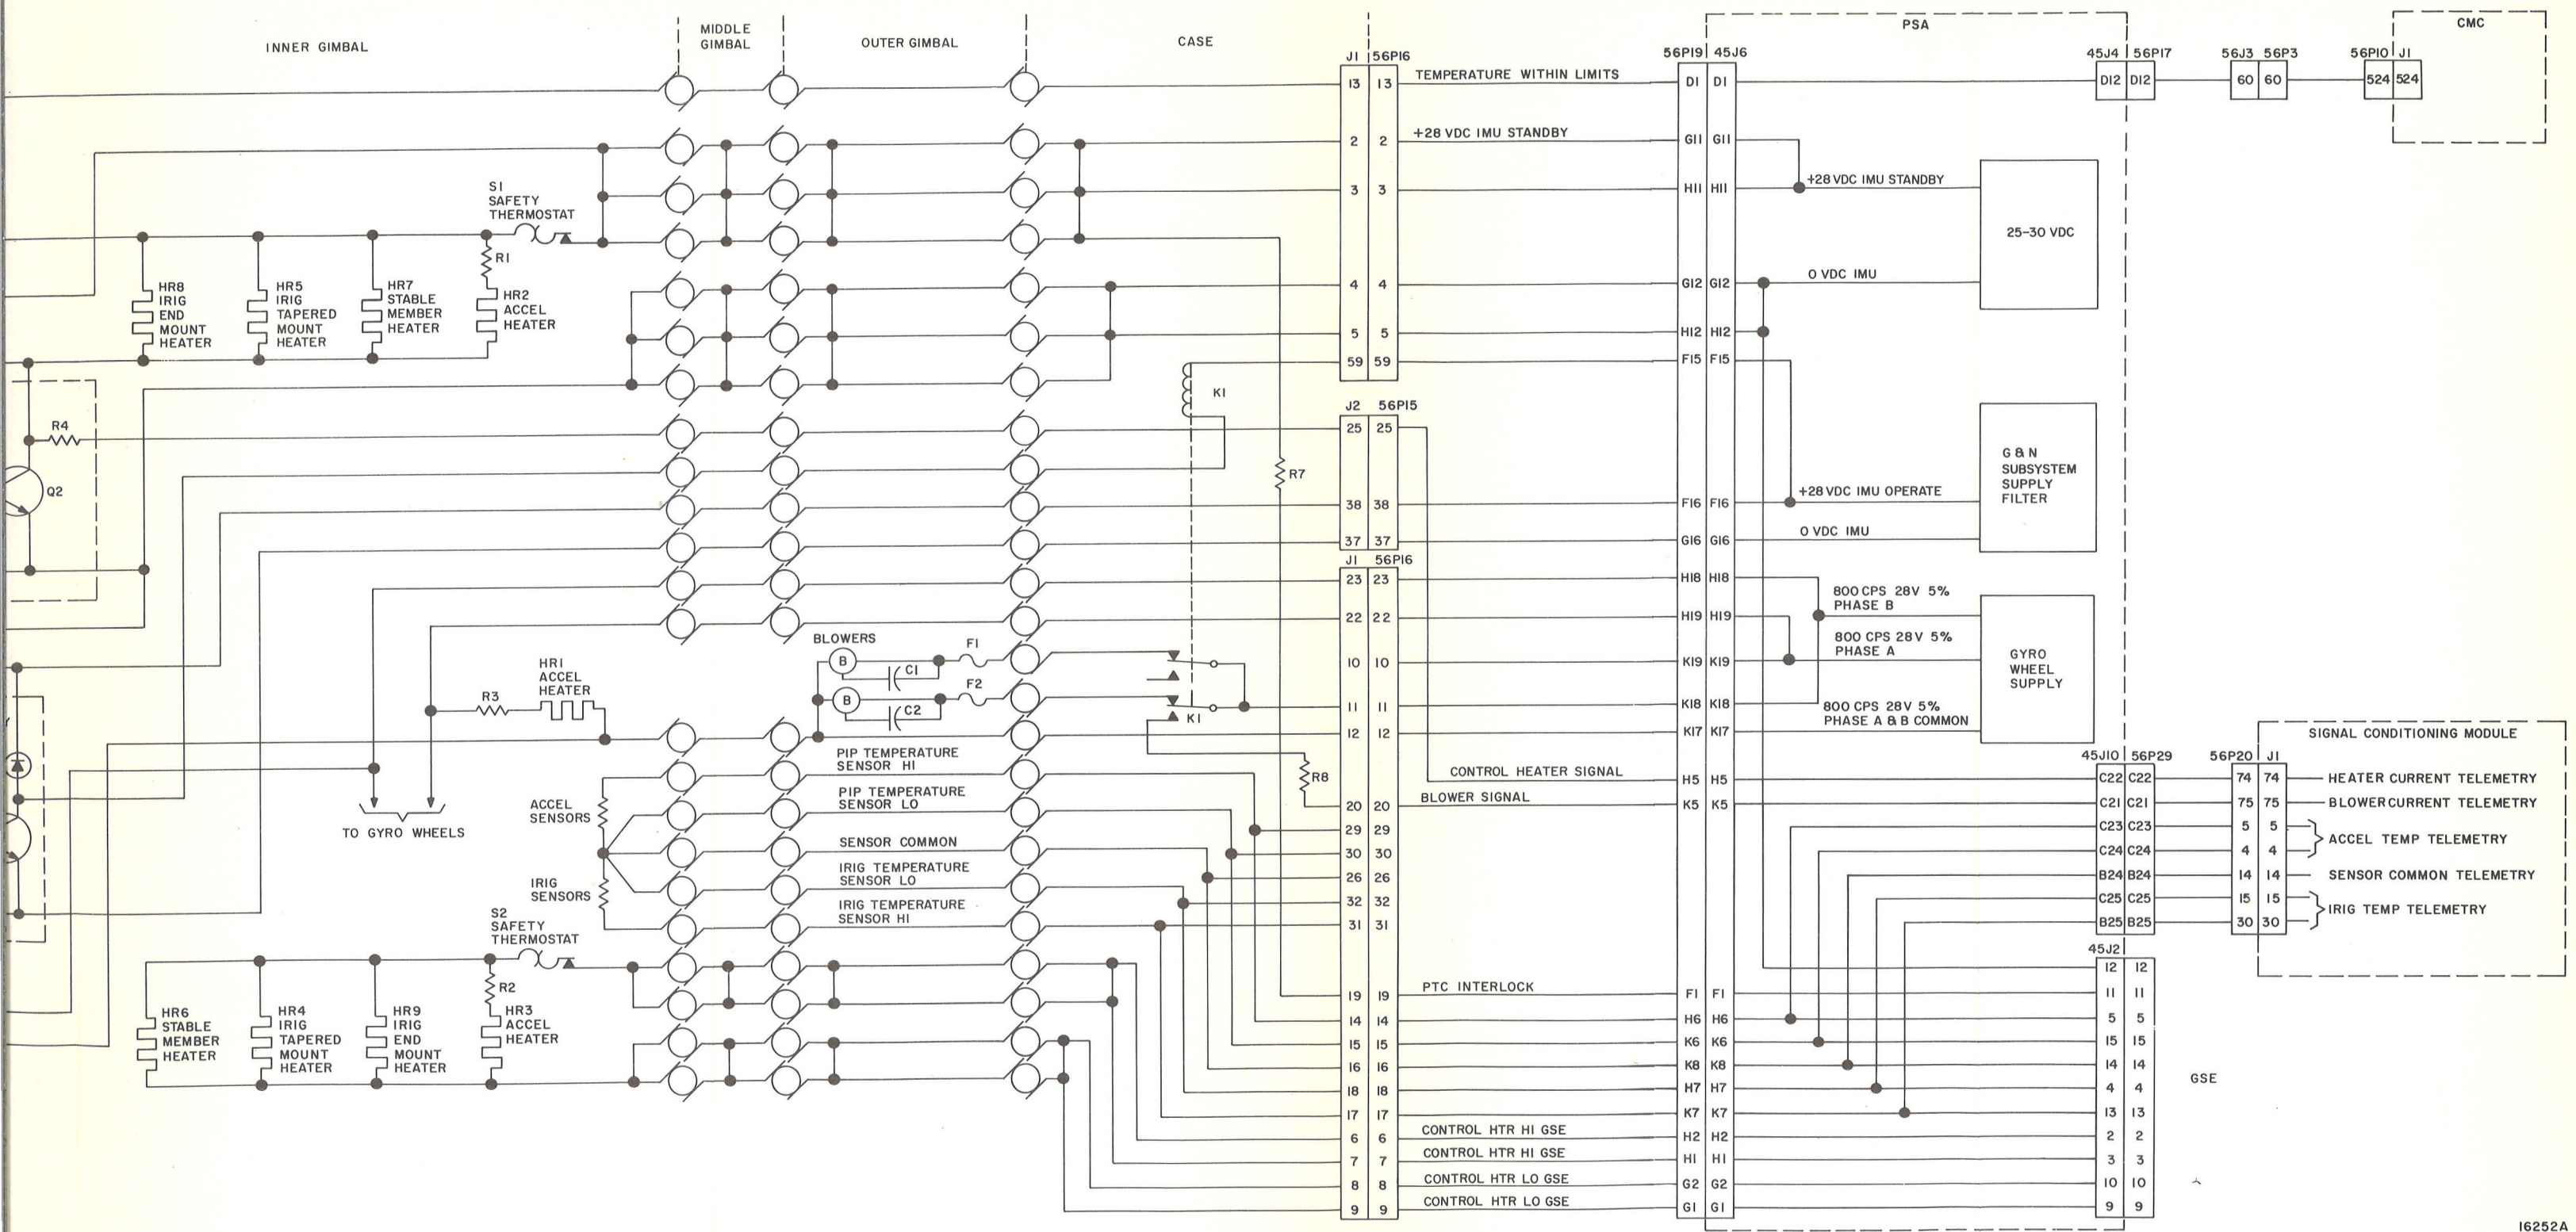 INNER GIMBAL
MIDDLE
GIMBAL
OUTER GIMBAL
CASE
PSA
CMC
J1 56P16
56P19 45J6
45J4 56P17
56J3 56P3
56P10 J1
13 13 TEMPERATURE WITHIN LIMITS D1 D1 D12 D12 60 60 524 524
2 2 +28 VDC IMU STANDBY G11 G11
3 3 H11 H11 +28 VDC IMU STANDBY
25-30 VDC
4 4 G12 G12 0 VDC IMU
5 5 H12 H12
59 59 F15 F15
S1
SAFETY
THERMOSTAT
R1
HR8
IRIG
END
MOUNT
HEATER
HR5
IRIG
TAPERED
MOUNT
HEATER
HR7
STABLE
MEMBER
HEATER
HR2
ACCEL
HEATER
R4
Q2
K1
R7
J2 56P15
25 25
38 38 F16 F16 +28 VDC IMU OPERATE
37 37 G16 G16 0 VDC IMU
G & N
SUBSYSTEM
SUPPLY
FILTER
J1 56P16
23 23 H18 H18
22 22 H19 H19
10 10 K19 K19
11 11 K18 K18
12 12 K17 K17
800 CPS 28V 5%
PHASE B
800 CPS 28V 5%
PHASE A
800 CPS 28V 5%
PHASE A & B COMMON
GYRO
WHEEL
SUPPLY
BLOWERS
B
C1
F1
B
C2
F2
K1
R8
HR1
ACCEL
HEATER
R3
TO GYRO WHEELS
PIP TEMPERATURE
SENSOR HI
PIP TEMPERATURE
SENSOR LO
SENSOR COMMON
IRIG TEMPERATURE
SENSOR LO
IRIG TEMPERATURE
SENSOR HI
ACCEL
SENSORS
IRIG
SENSORS
SIGNAL CONDITIONING MODULE
45J10 56P29
56P20 J1
CONTROL HEATER SIGNAL H5 H5 C22 C22 74 74 HEATER CURRENT TELEMETRY
20 20 BLOWER SIGNAL K5 K5 C21 C21 75 75 BLOWER CURRENT TELEMETRY
29 29
30 30
26 26
32 32
31 31
C23 C23 5 5
C24 C24 4 4
ACCEL TEMP TELEMETRY
B24 B24 14 14 SENSOR COMMON TELEMETRY
C25 C25 15 15
B25 B25 30 30
IRIG TEMP TELEMETRY
S2
SAFETY
THERMOSTAT
R2
HR6
STABLE
MEMBER
HEATER
HR4
IRIG
TAPERED
MOUNT
HEATER
HR9
IRIG
END
MOUNT
HEATER
HR3
ACCEL
HEATER
45J2
12 12
19 19 PTC INTERLOCK F1 F1 11 11
14 14 H6 H6 5 5
15 15 K6 K6 15 15
16 16 K8 K8 14 14
18 18 H7 H7 4 4
17 17 K7 K7 13 13
6 6 CONTROL HTR HI GSE H2 H2 2 2
7 7 CONTROL HTR HI GSE H1 H1 3 3
8 8 CONTROL HTR LO GSE G2 G2 10 10
9 9 CONTROL HTR LO GSE G1 G1 9 9
GSE
16252A